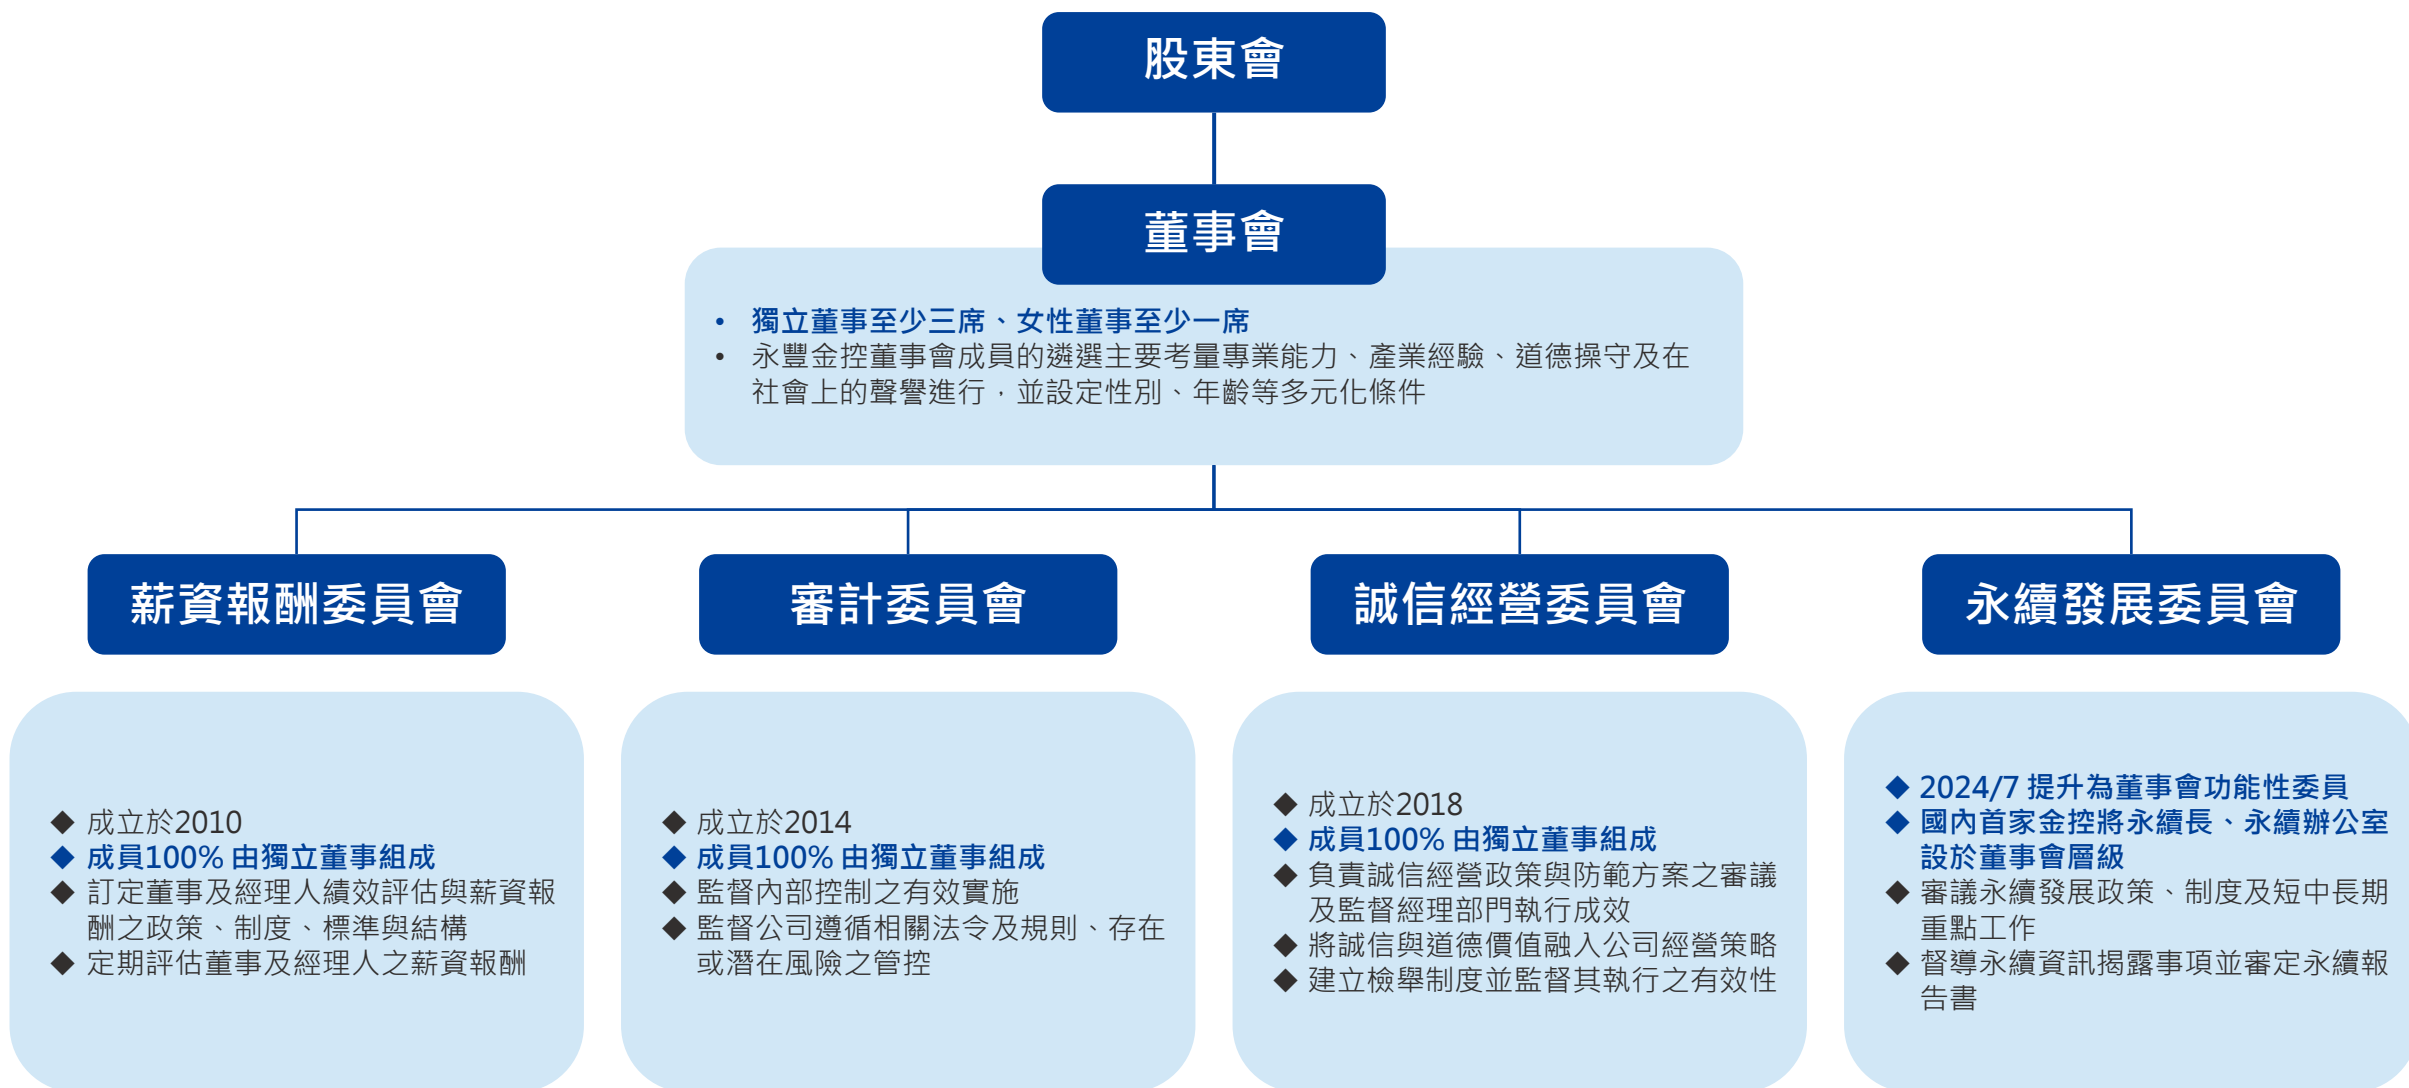 股東會
董事會
• 獨立董事至少三席、女性董事至少一席
• 永豐金控董事會成員的遴選主要考量專業能力、產業經驗、道德操守及在
社會上的聲譽進行，並設定性別、年齡等多元化條件
薪資報酬委員會
◆ 成立於2010
◆ 成員100% 由獨立董事組成
◆ 訂定董事及經理人績效評估與薪資報
酬之政策、制度、標準與結構
◆ 定期評估董事及經理人之薪資報酬
審計委員會
◆ 成立於2014
◆ 成員100% 由獨立董事組成
◆ 監督內部控制之有效實施
◆ 監督公司遵循相關法令及規則、存在
或潛在風險之管控
誠信經營委員會
◆ 成立於2018
◆ 成員100% 由獨立董事組成
◆ 負責誠信經營政策與防範方案之審議
及監督經理部門執行成效
◆ 將誠信與道德價值融入公司經營策略
◆ 建立檢舉制度並監督其執行之有效性
永續發展委員會
◆ 2024/7 提升為董事會功能性委員
◆ 國內首家金控將永續長、永續辦公室
設於董事會層級
◆ 審議永續發展政策、制度及短中長期
重點工作
◆ 督導永續資訊揭露事項並審定永續報
告書